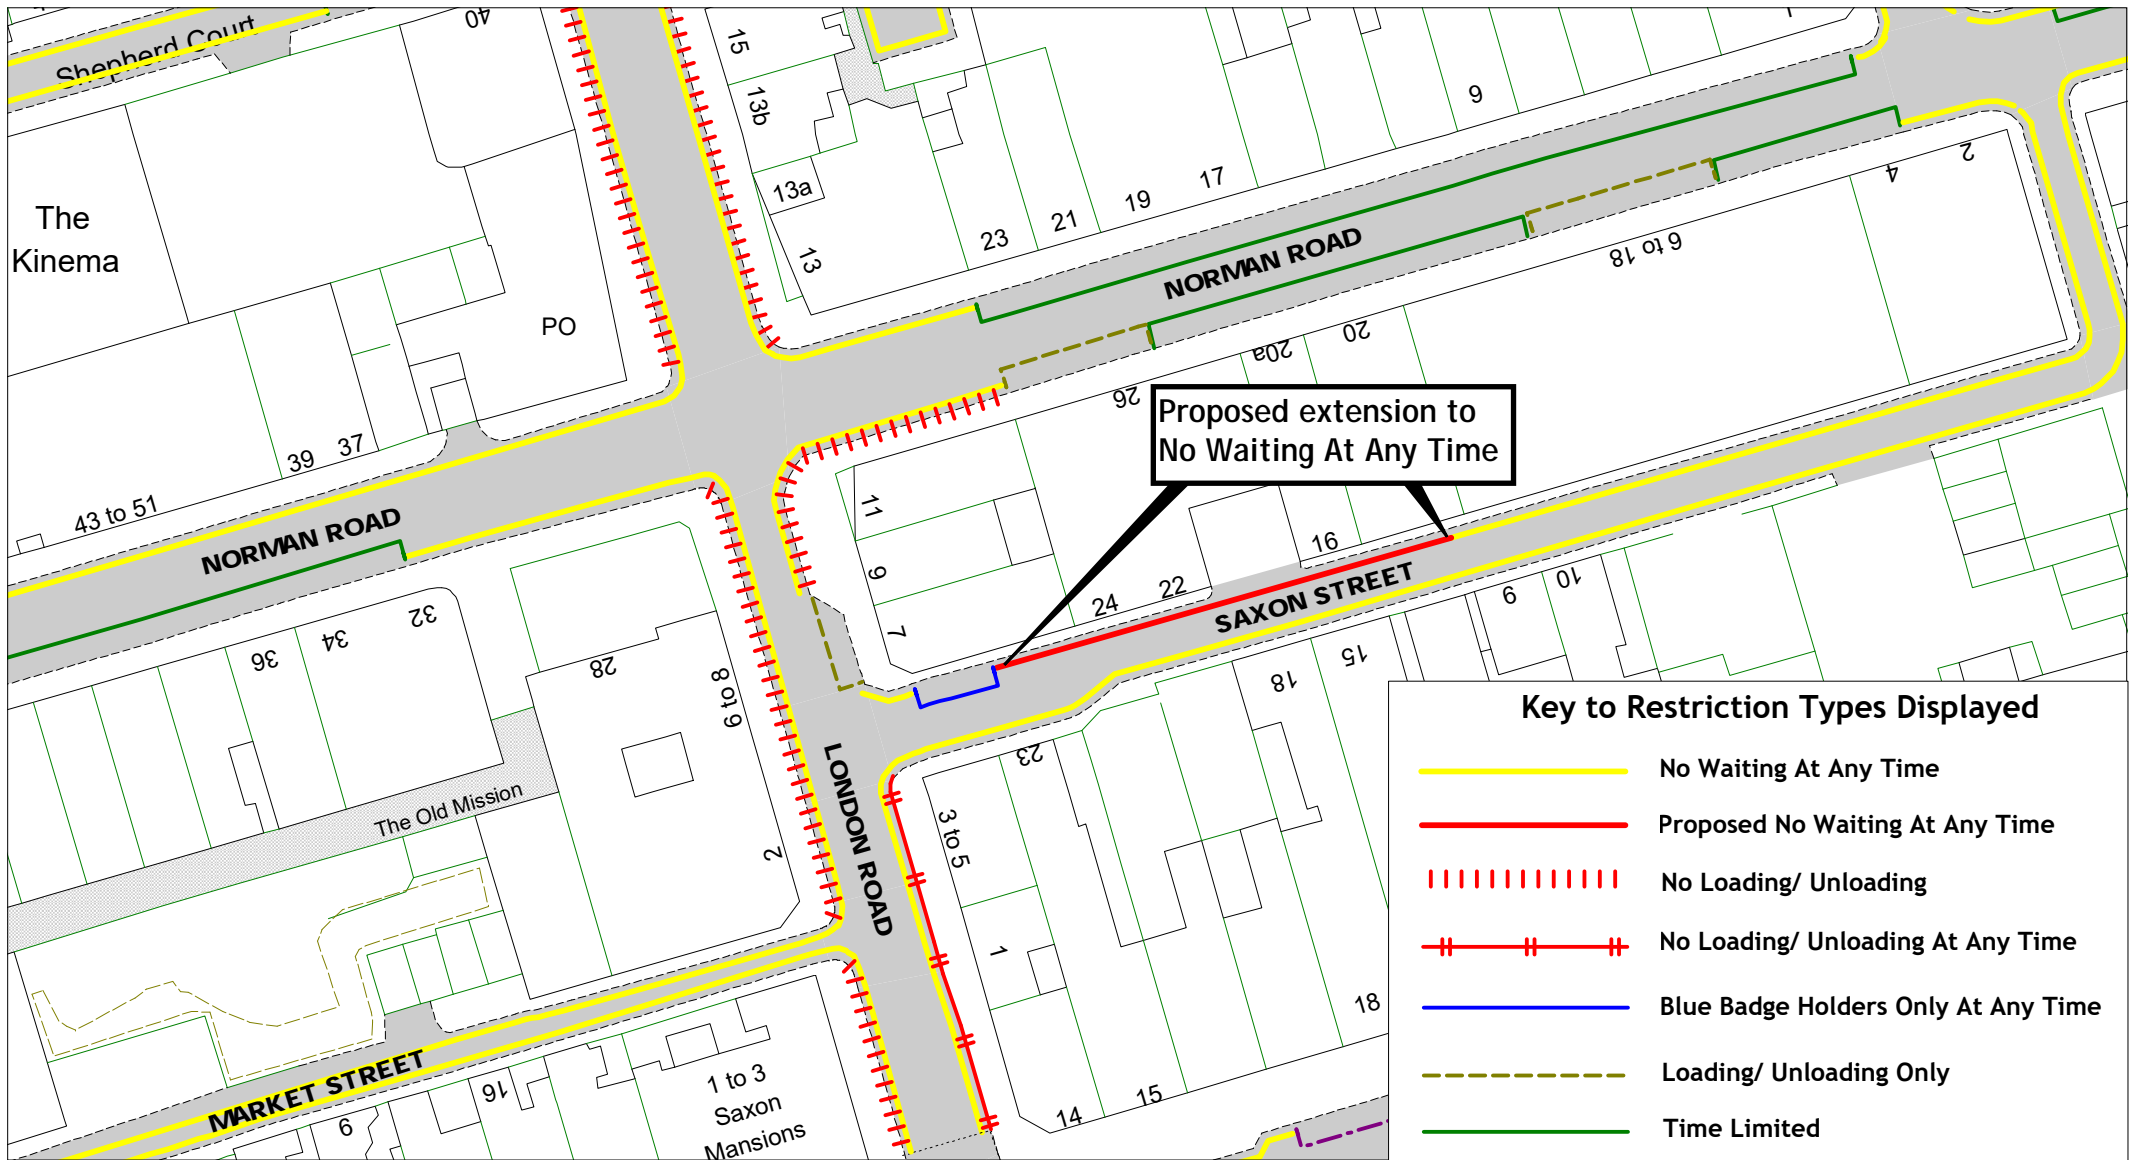 Shepherd Court
40
15
13b
13a
13
The
Kinema
PO
23
21
19
17
9
2
4
6 to 18
NORMAN ROAD
20
20a
26
39
37
43 to 51
NORMAN ROAD
Proposed extension to
No Waiting At Any Time
11
9
7
24
22
16
SAXON STREET
9
10
15
18
23
32
34
36
28
6 to 8
2
The Old Mission
LONDON ROAD
3 to 5
1
18
15
14
MARKET STREET
9
16
1 to 3
Saxon
Mansions
Key to Restriction Types Displayed
No Waiting At Any Time
Proposed No Waiting At Any Time
No Loading/ Unloading
No Loading/ Unloading At Any Time
Blue Badge Holders Only At Any Time
Loading/ Unloading Only
Time Limited